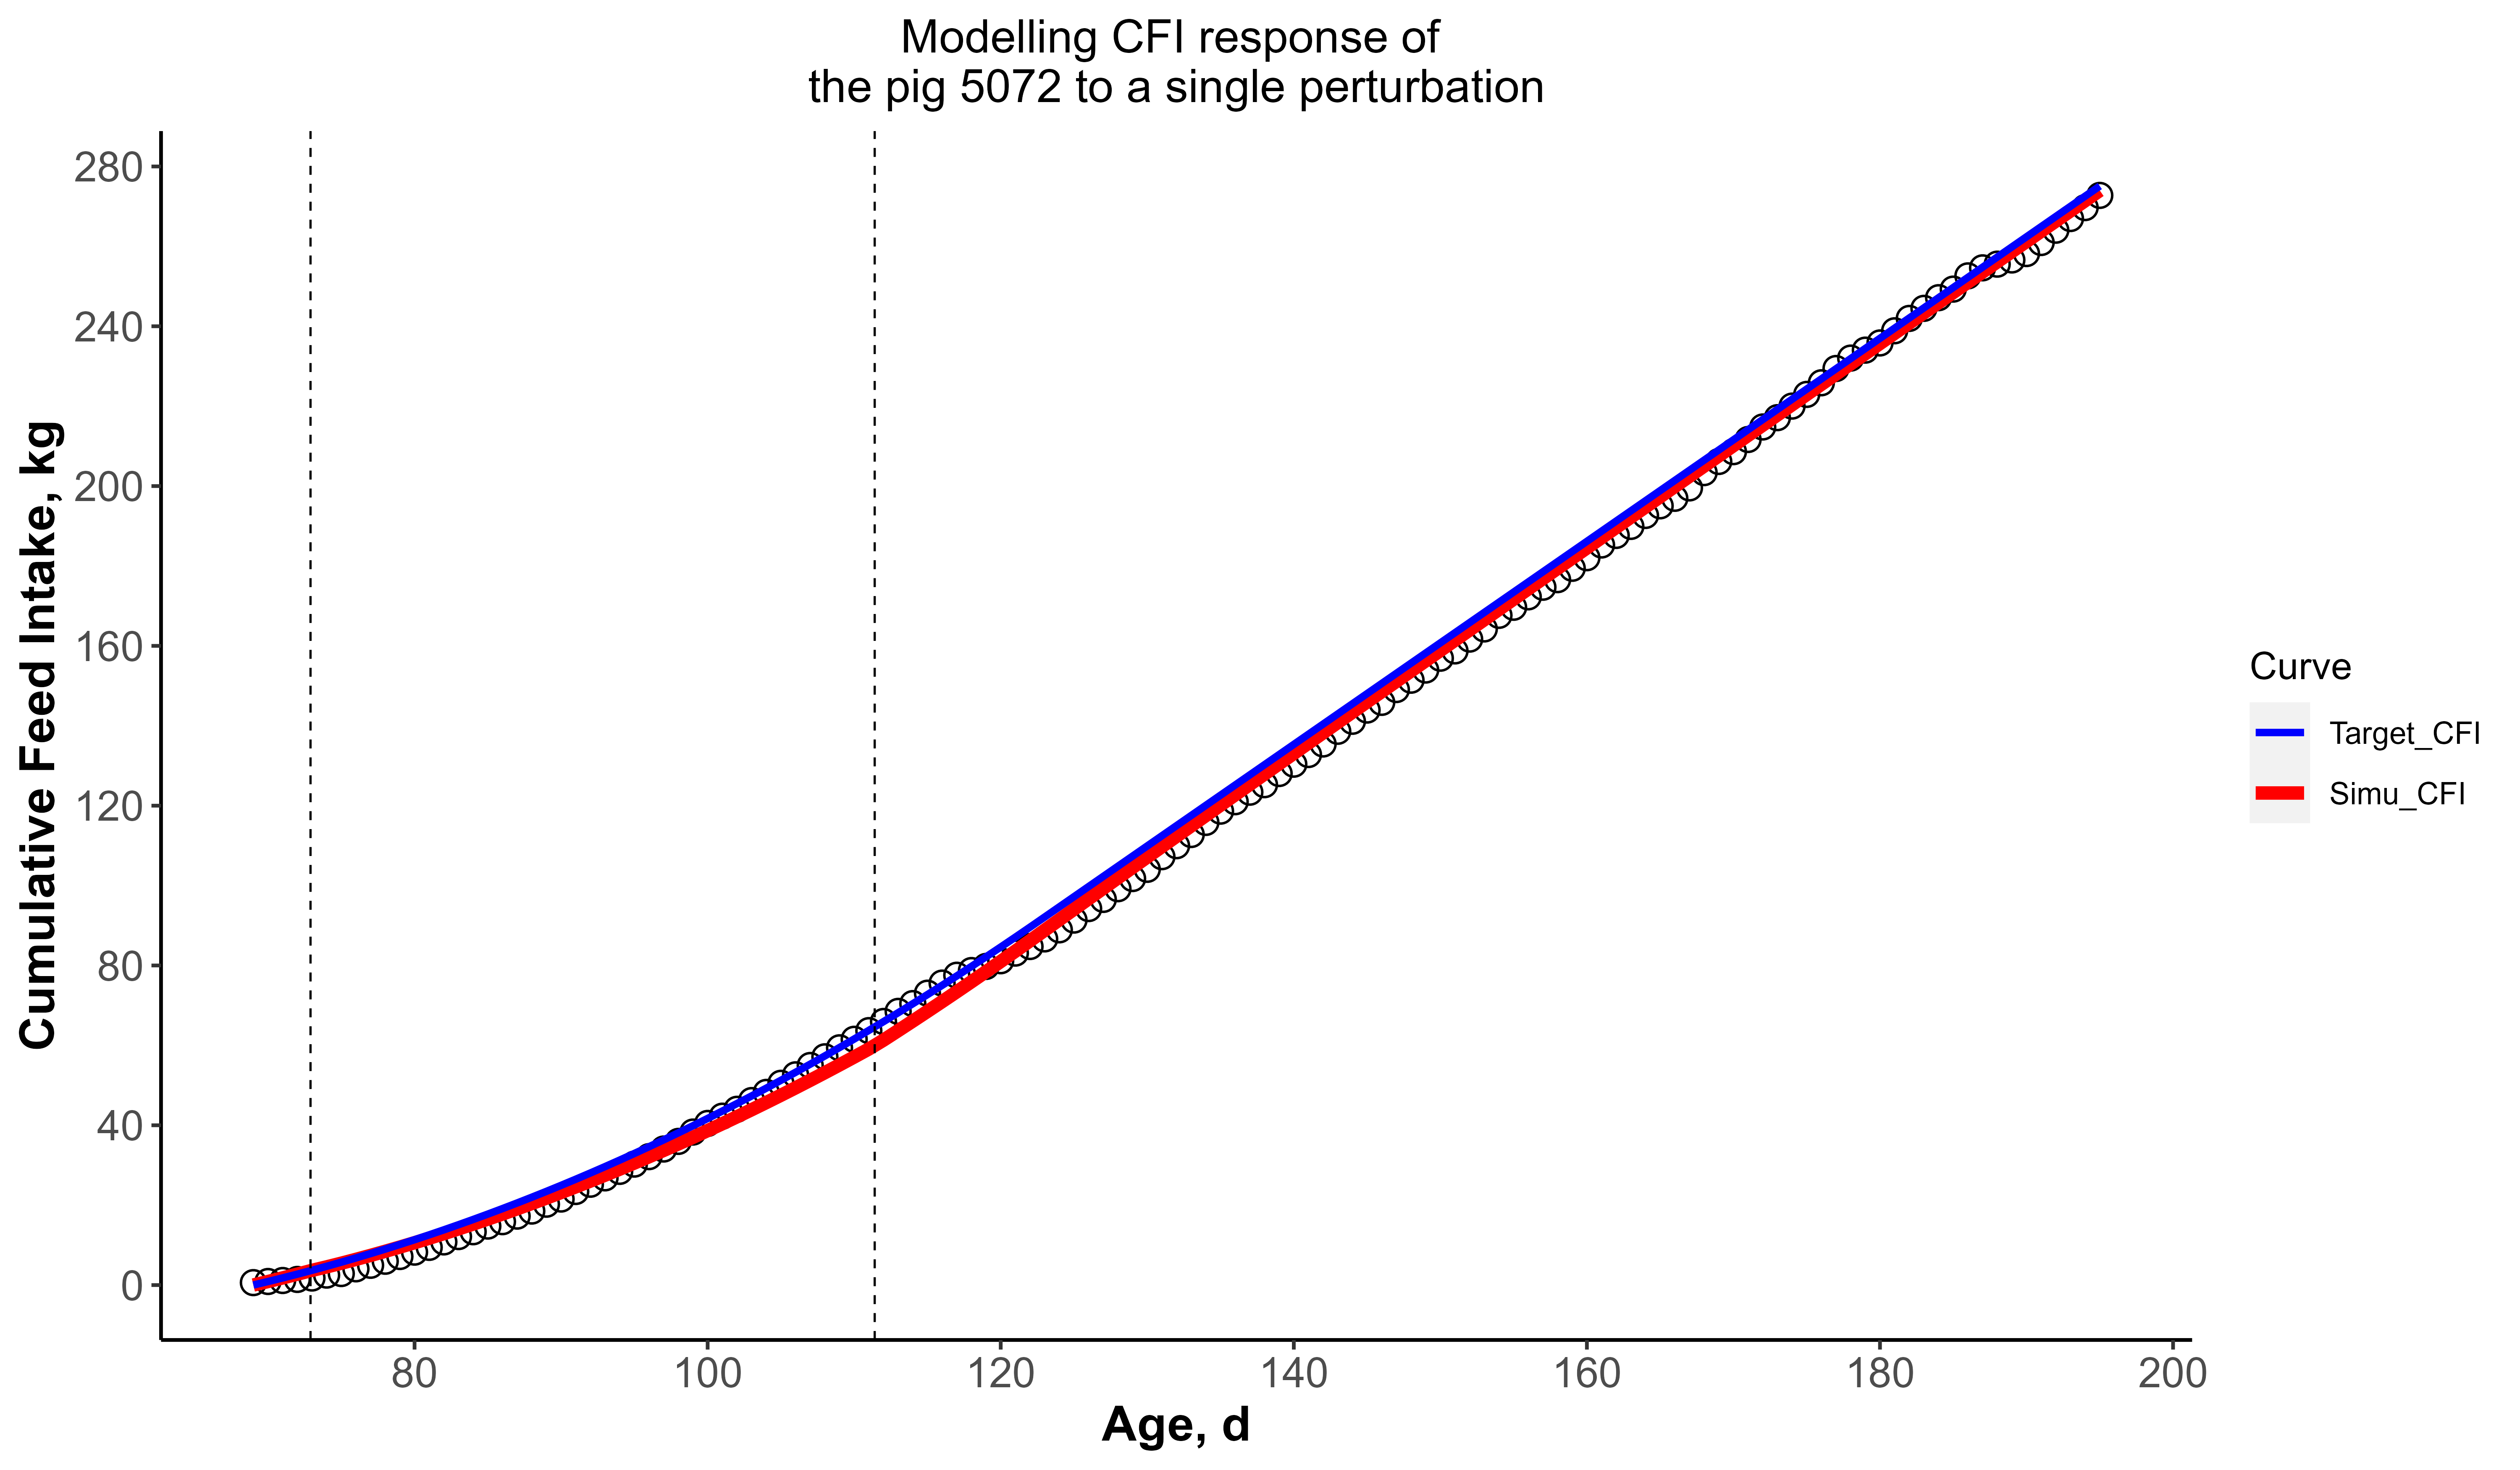 Modelling CFI response of
the pig 5072 to a single perturbation
Cumulative Feed Intake, kg
280
240
200
160
120
80
40
0
80
100
120
140
160
180
200
Age, d
Curve
Target_CFI
Simu_CFI